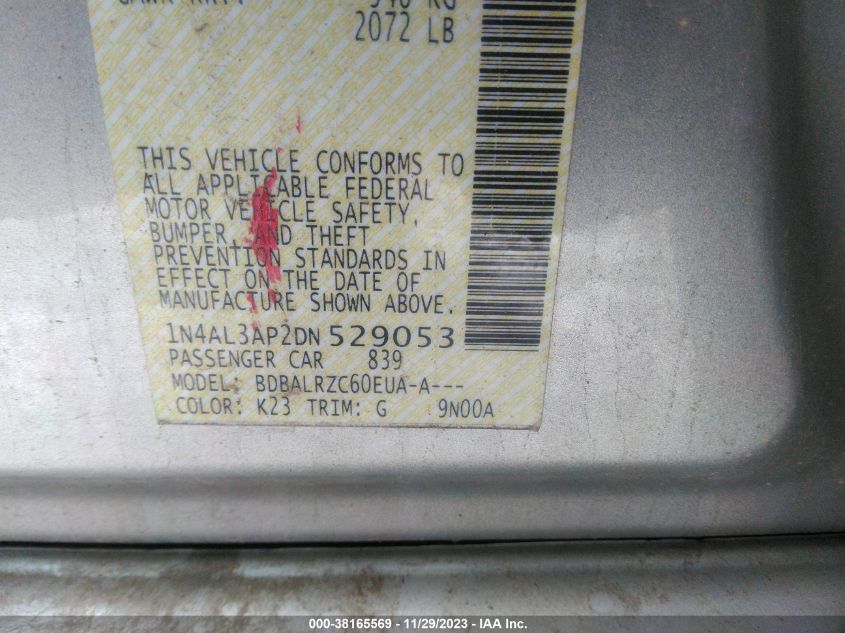 2072 LB
THIS VEHICLE CONFORMS TO
ALL APPLICABLE FEDERAL
MOTOR VEHICLE SAFETY,
BUMPER, AND THEFT
PREVENTION STANDARDS IN
EFFECT ON THE DATE OF
MANUFACTURE SHOWN ABOVE.
1N4AL3AP2DN 529053
PASSENGER CAR 839
MODEL: BDBALRZC60EUA-A---
COLOR: K23 TRIM: G 9N00A
000-38165569 - 11/29/2023 - IAA Inc.